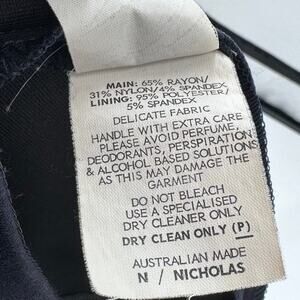 MAIN: 65% RAYON/
31% NYLON/4% SPANDEX
LINING: 95% POLYESTER/
5% SPANDEX
DELICATE FABRIC
HANDLE WITH EXTRA CARE
PLEASE AVOID PERFUME,
DEODORANTS, PERSPIRATION
& ALCOHOL BASED SOLUTIONS
AS THIS MAY DAMAGE THE
GARMENT
DO NOT BLEACH
USE A SPECIALISED
DRY CLEANER ONLY
DRY CLEAN ONLY (P)
AUSTRALIAN MADE
N / NICHOLAS